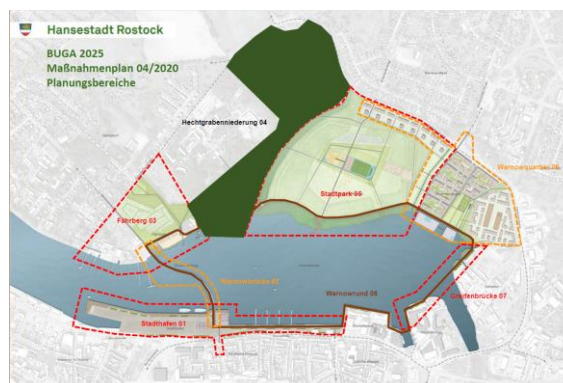 Hansestadt Rostock
BUGA 2025
Maßnahmenplan 04/2020
Planungsbereiche
Hechtgrabenniederung 04
Stadtpark 05
Warnowquartier 06
Fährberg 03
Warnowbrücke 02
Warnowrund 08
Greifenbrücke 07
Stadthafen 01